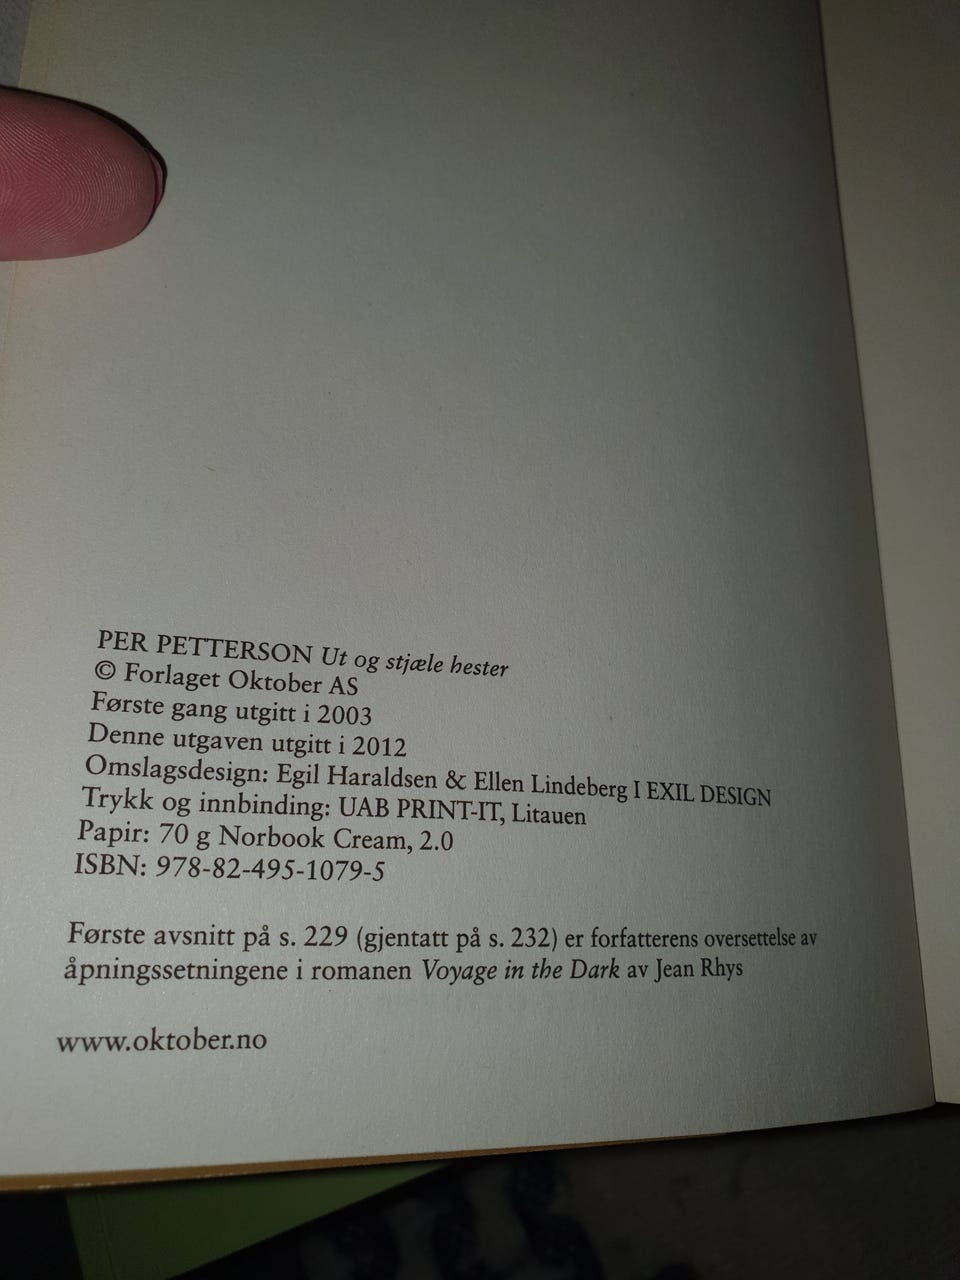 PER PETTERSON Ut og stjæle hester
© Forlaget Oktober AS
Første gang utgitt i 2003
Denne utgaven utgitt i 2012
Omslagsdesign: Egil Haraldsen & Ellen Lindeberg I EXIL DESIGN
Trykk og innbinding: UAB PRINT-IT, Litauen
Papir: 70 g Norbook Cream, 2.0
ISBN: 978-82-495-1079-5
Første avsnitt på s. 229 (gjentatt på s. 232) er forfatterens oversettelse av
åpningssetningene i romanen Voyage in the Dark av Jean Rhys
www.oktober.no